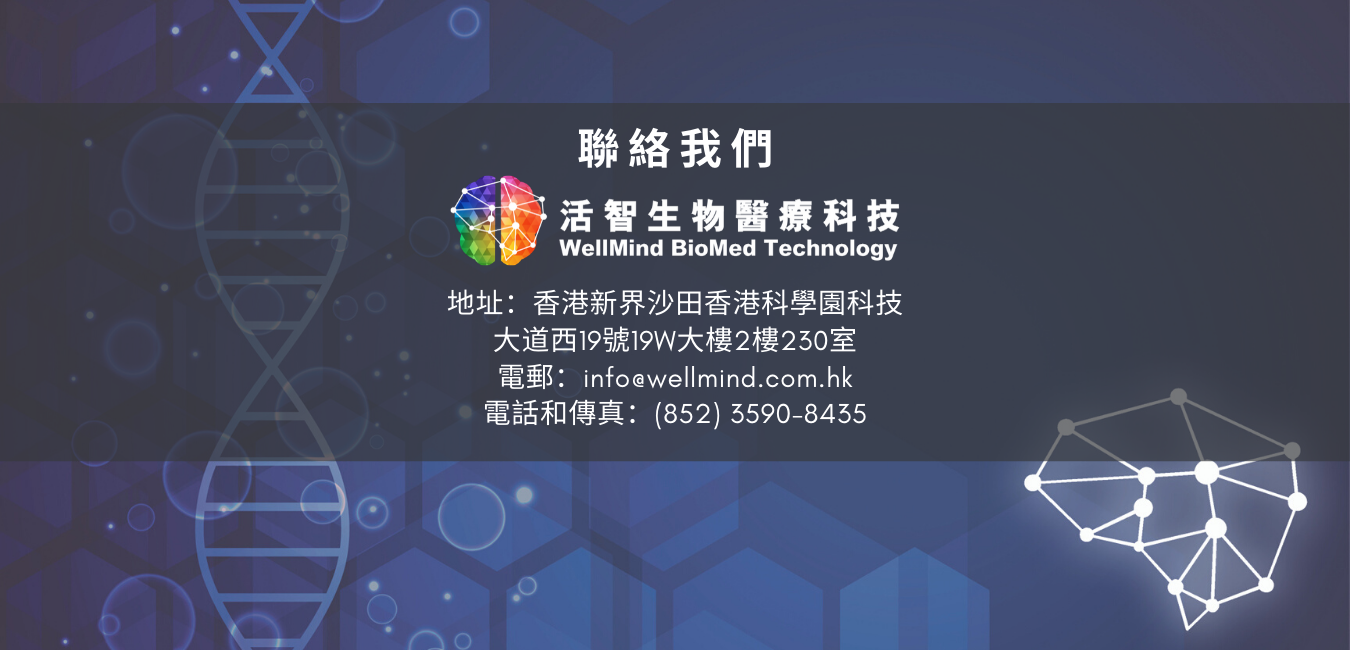 聯絡我們
活智生物醫療科技
WellMind BioMed Technology
地址：香港新界沙田香港科學園科技
大道西19號19W大樓2樓230室
電郵：info@wellmind.com.hk
電話和傳真：(852) 3590-8435